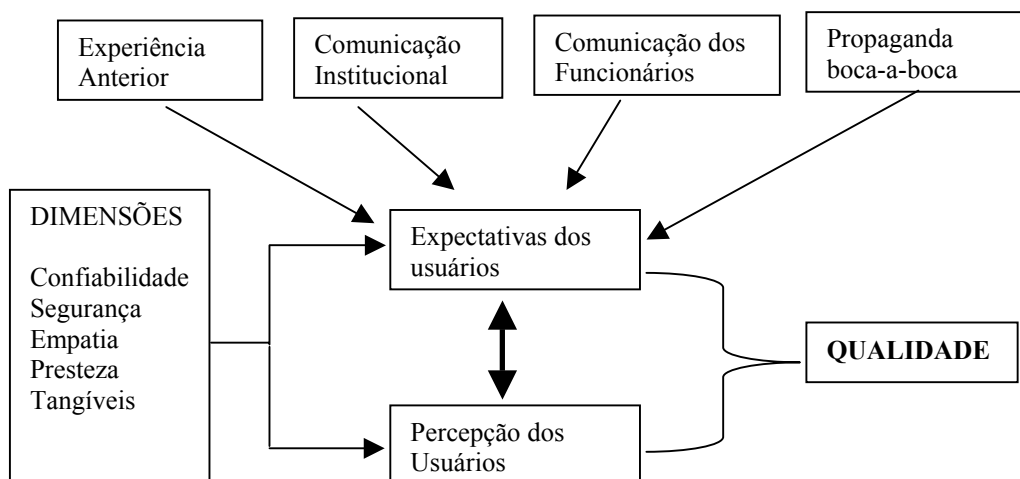 Experiência
Anterior
Comunicação
Institucional
Comunicação dos
Funcionários
Propaganda
boca-a-boca
DIMENSÕES
Confiabilidade
Segurança
Empatia
Presteza
Tangíveis
Expectativas dos
usuários
Percepção dos
Usuários
QUALIDADE